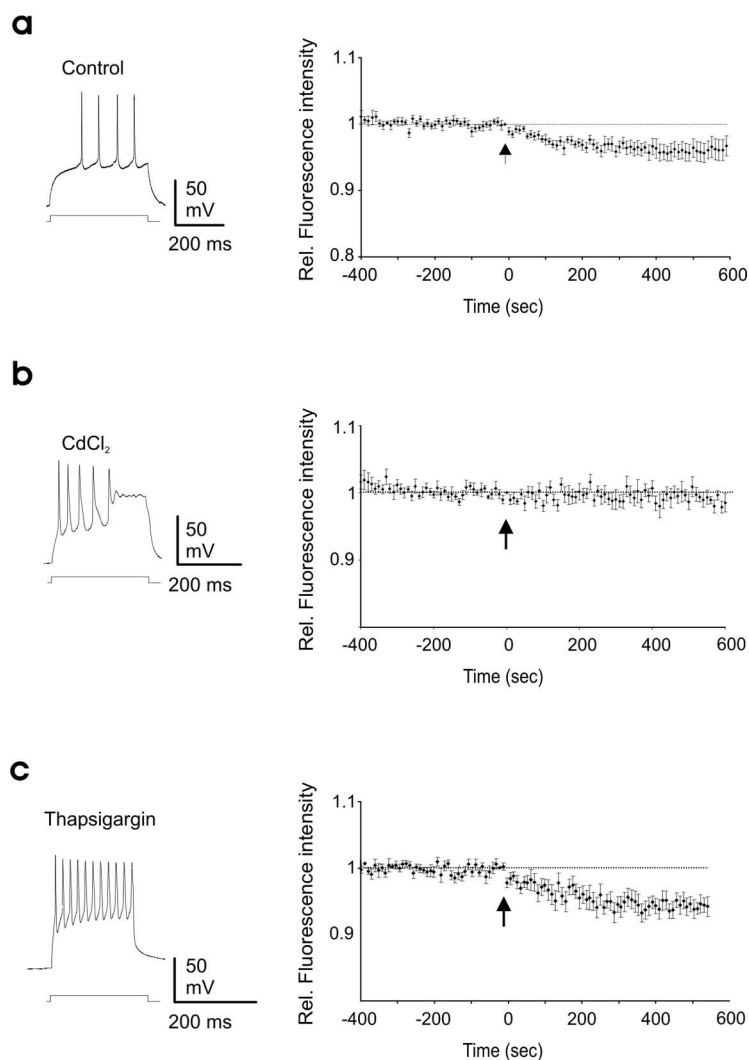 a
Control
50
mV
200 ms
Rel. Fluorescence intensity
1.1
1
0.9
0.8
-400 -200 0 200 400 600
Time (sec)
b
CdCl₂
50
mV
200 ms
Rel. Fluorescence intensity
1.1
1
0.9
-400 -200 0 200 400 600
Time (sec)
c
Thapsigargin
50
mV
200 ms
Rel. Fluorescence intensity
1.1
1
0.9
-400 -200 0 200 400 600
Time (sec)